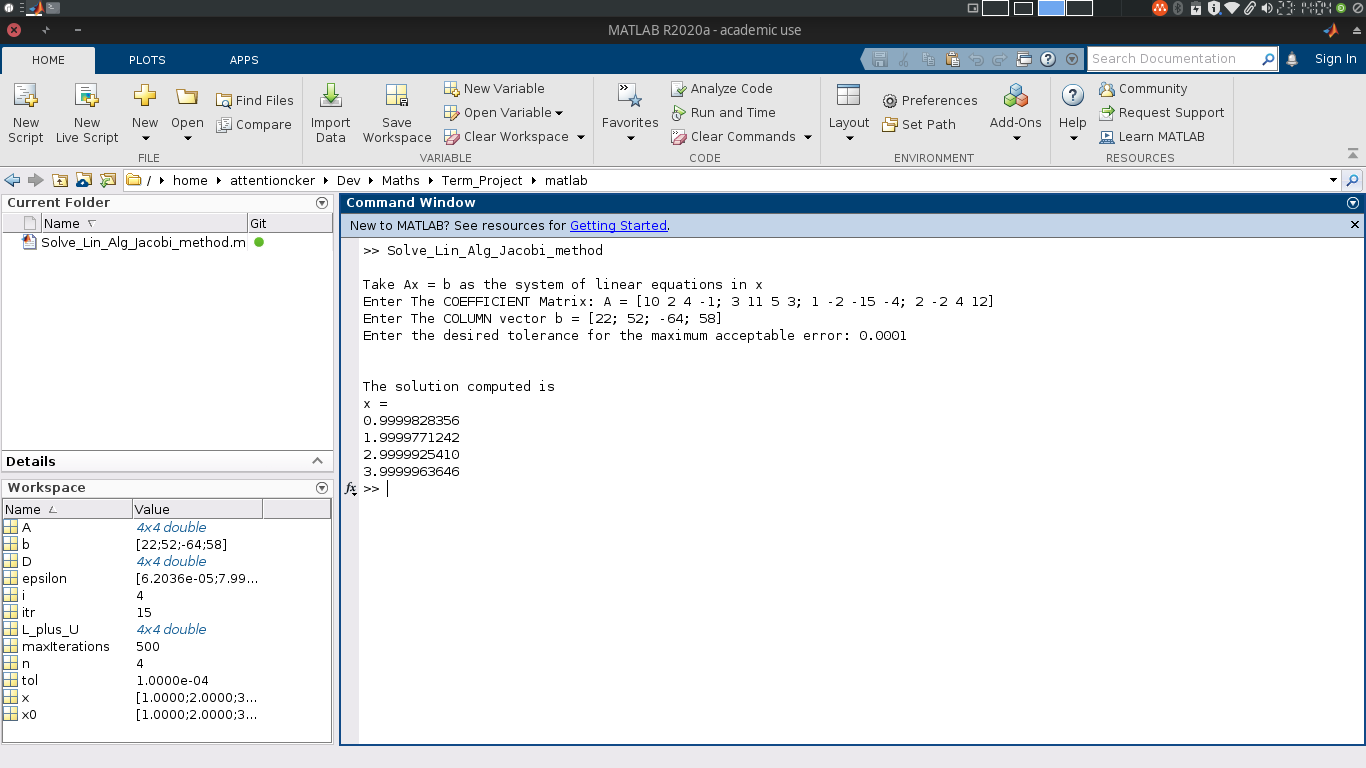 23:14:04
MATLAB R2020a - academic use
HOME PLOTS APPS
Search Documentation
Sign In
New Script
New Live Script
New
Open
Find Files
Compare
FILE
Import Data
Save Workspace
New Variable
Open Variable
Clear Workspace
VARIABLE
Favorites
Analyze Code
Run and Time
Clear Commands
CODE
Layout
Preferences
Set Path
Add-Ons
ENVIRONMENT
Help
Community
Request Support
Learn MATLAB
RESOURCES
/ home attentioncker Dev Maths Term_Project matlab
Current Folder
Name Git
Solve_Lin_Alg_Jacobi_method.m
Details
Workspace
Name Value
A 4x4 double
b [22;52;-64;58]
D 4x4 double
epsilon [6.2036e-05;7.99...
i 4
itr 15
L_plus_U 4x4 double
maxIterations 500
n 4
tol 1.0000e-04
x [1.0000;2.0000;3...
x0 [1.0000;2.0000;3...
Command Window
New to MATLAB? See resources for Getting Started.
>> Solve_Lin_Alg_Jacobi_method
Take Ax = b as the system of linear equations in x
Enter The COEFFICIENT Matrix: A = [10 2 4 -1; 3 11 5 3; 1 -2 -15 -4; 2 -2 4 12]
Enter The COLUMN vector b = [22; 52; -64; 58]
Enter the desired tolerance for the maximum acceptable error: 0.0001
The solution computed is
x =
0.9999828356
1.9999771242
2.9999925410
3.9999963646
fx >>